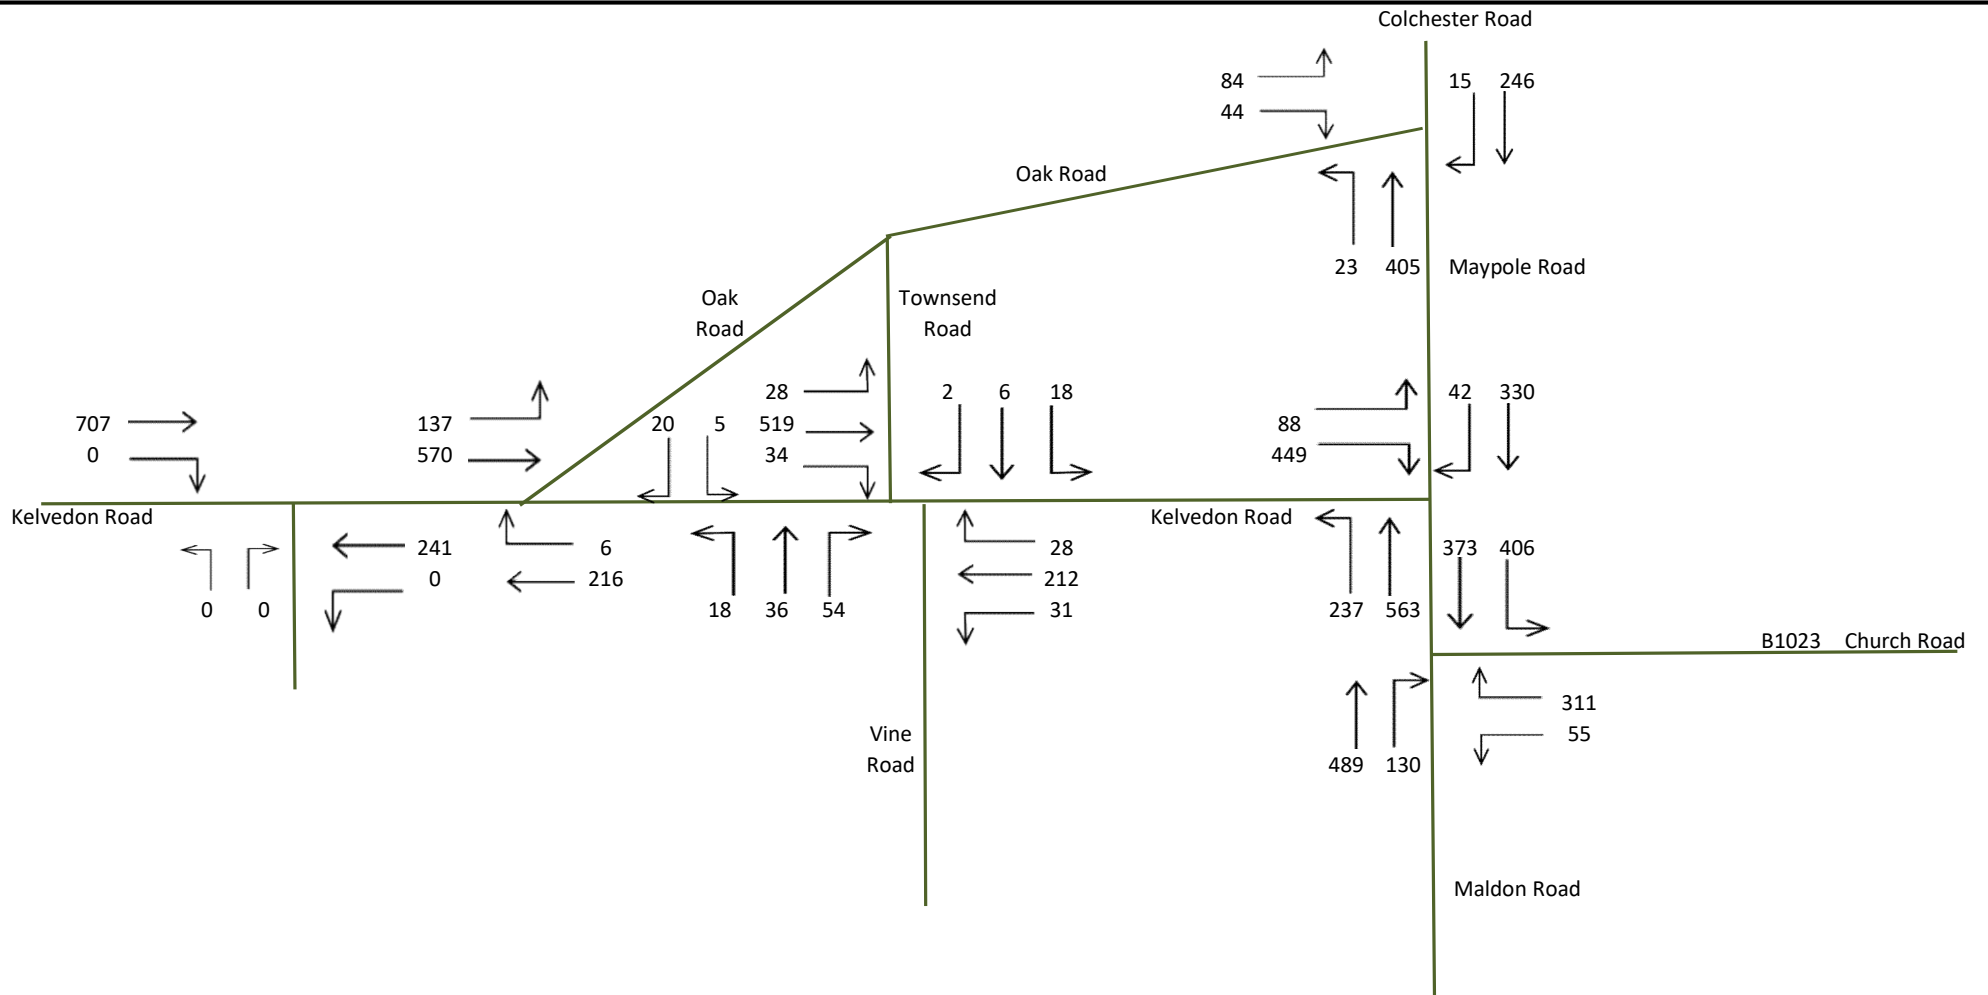 Colchester Road
84
15 246
44
Oak Road
23 405 Maypole Road
Oak
Road
Townsend
Road
28
2 6 18
42 330
707
137
20 5
519
88
0
570
34
449
Kelvedon Road
Kelvedon Road
241
6
28
373 406
0
216
212
0 0
18 36 54
31
237 563
B1023 Church Road
311
Vine
Road
55
489 130
Maldon Road